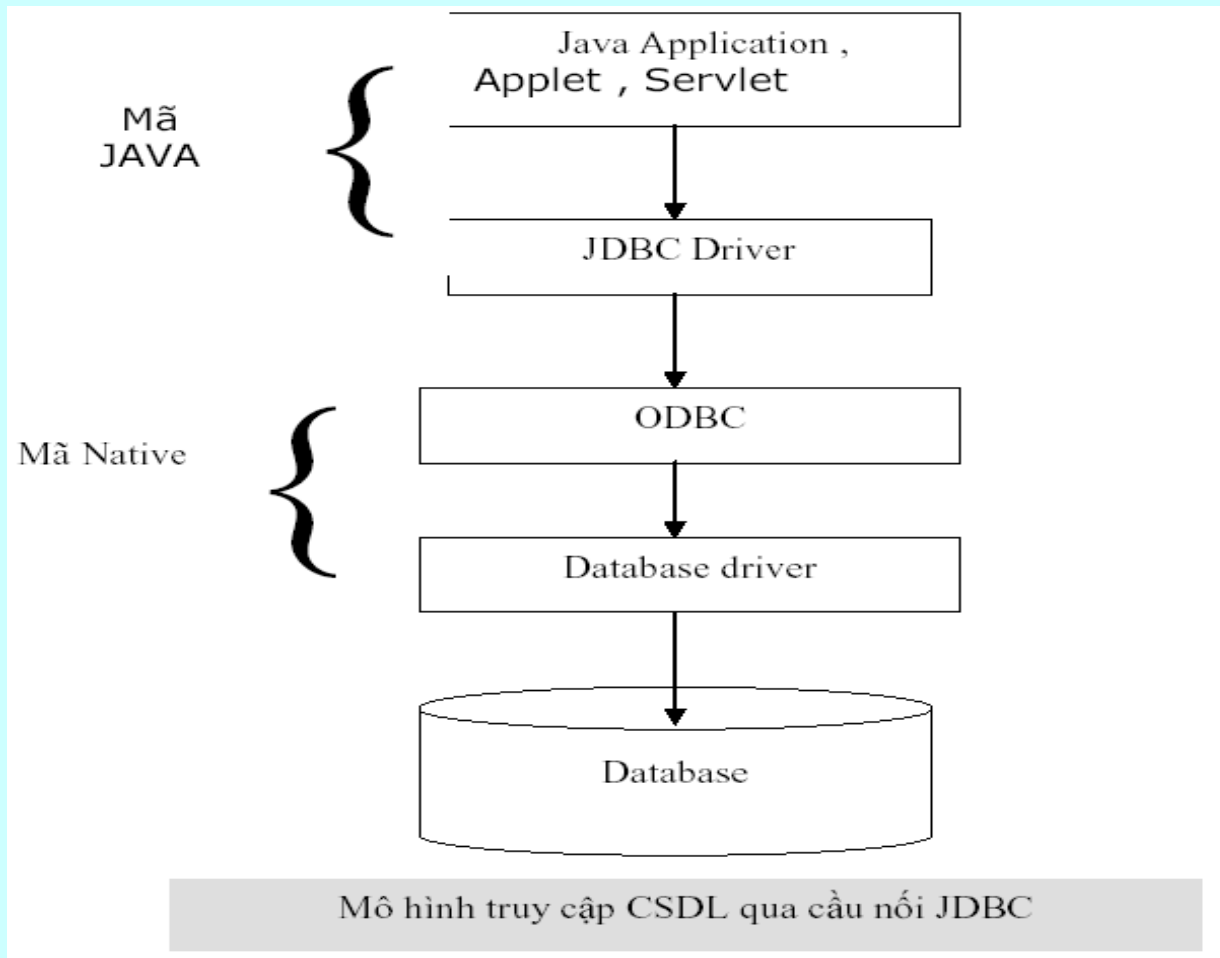 Java Application ,
Applet , Servlet
Mã
JAVA
JDBC Driver
ODBC
Mã Native
Database driver
Database
Mô hình truy cập CSDL qua cầu nối JDBC